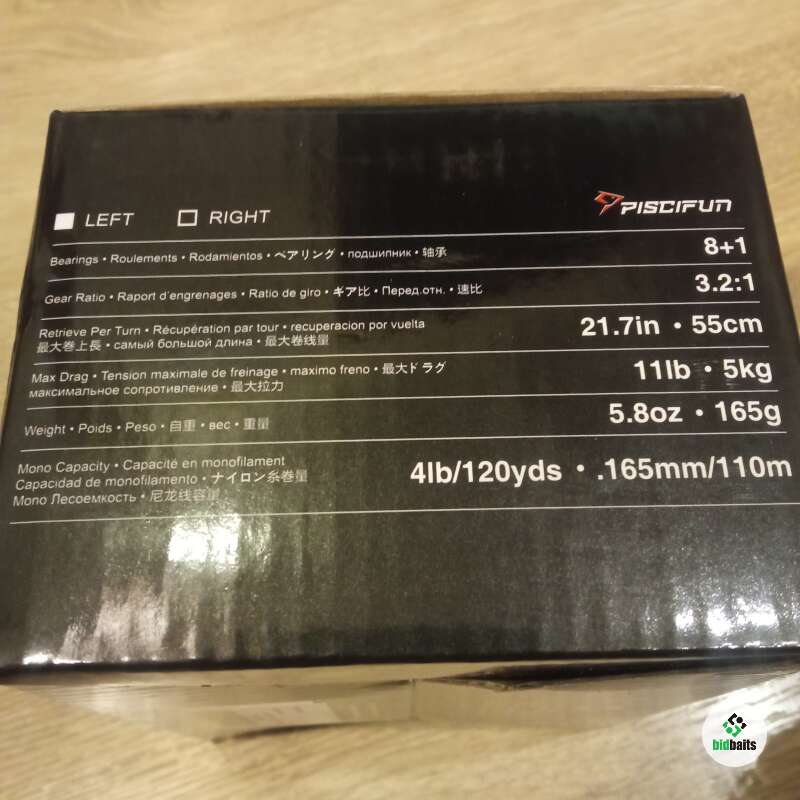 LEFT RIGHT
PISCIFUN
Bearings • Roulements • Rodamientos • ベアリング • подшипник • 轴承 8+1
Gear Ratio • Raport d'engrenages • Ratio de giro • ギア比 • Перед.отн. • 速比 3.2:1
Retrieve Per Turn • Récupération par tour • recuperacion por vuelta
最大巻上長 • самый большой длина • 最大卷线量 21.7in • 55cm
Max Drag • Tension maximale de freinage • maximo freno • 最大ドラグ
максимальное сопротивление • 最大拉力 11lb • 5kg
Weight • Poids • Peso • 自重 • вес • 重量 5.8oz • 165g
Mono Capacity • Capacité en monofilament
Capacidad de monofilamento • ナイロン糸巻量 4lb/120yds • .165mm/110m
Mono Лесоемкость • 尼龙线容量
bidbaits